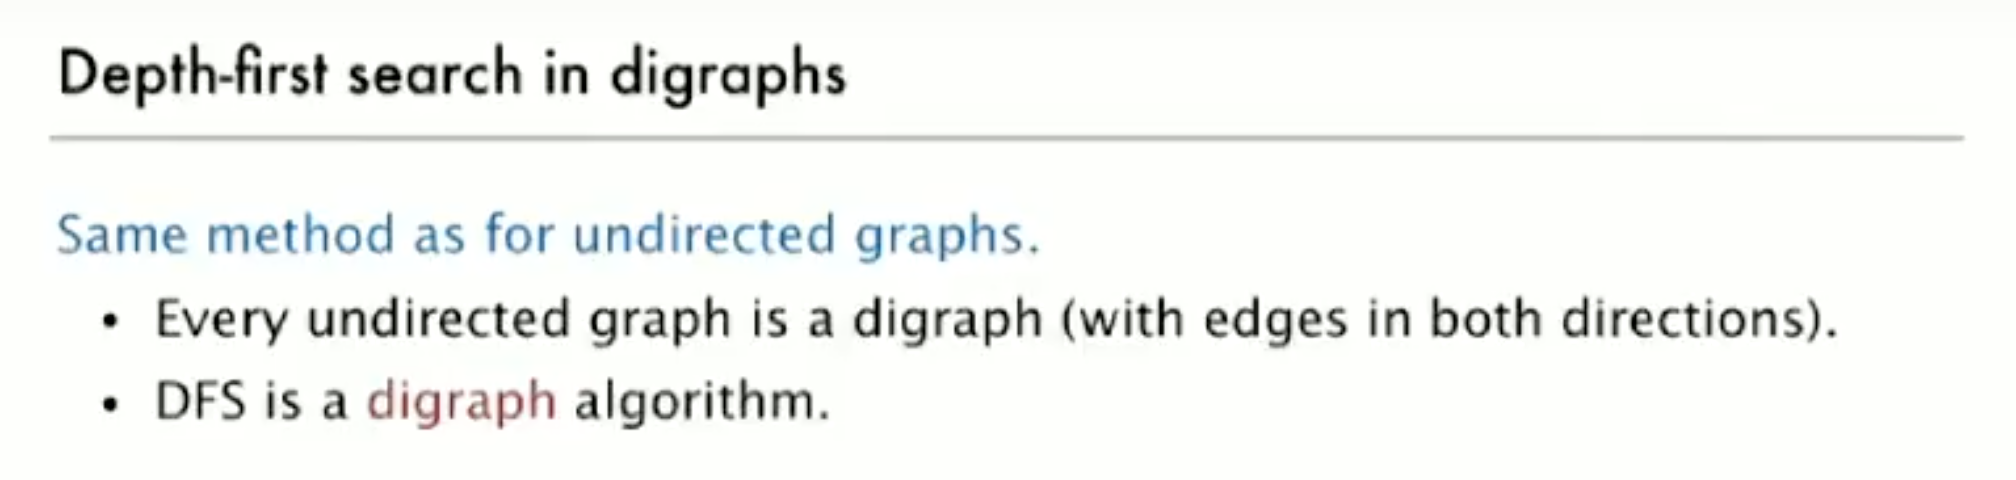 Depth-first search in digraphs
Same method as for undirected graphs.
• Every undirected graph is a digraph (with edges in both directions).
• DFS is a digraph algorithm.